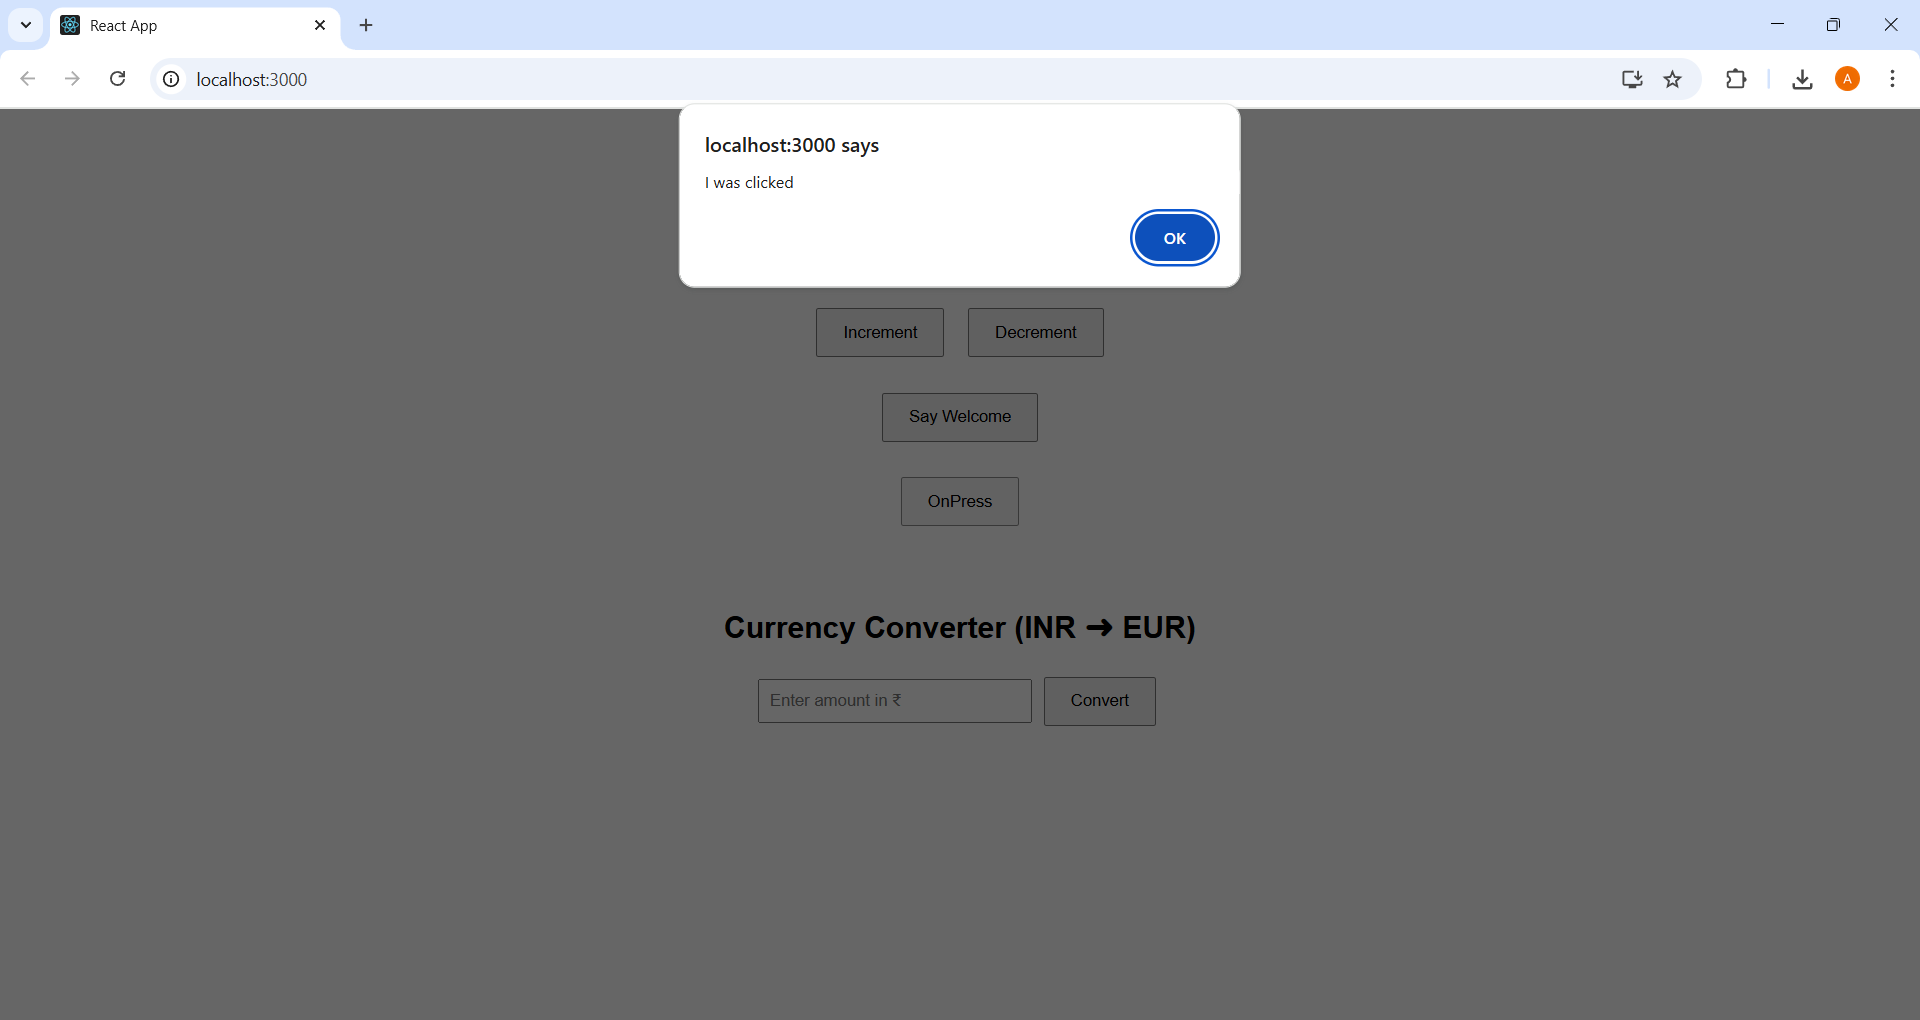 React App
localhost:3000
A
localhost:3000 says
I was clicked
OK
Increment Decrement
Say Welcome
OnPress
Currency Converter (INR ➜ EUR)
Enter amount in ₹ Convert